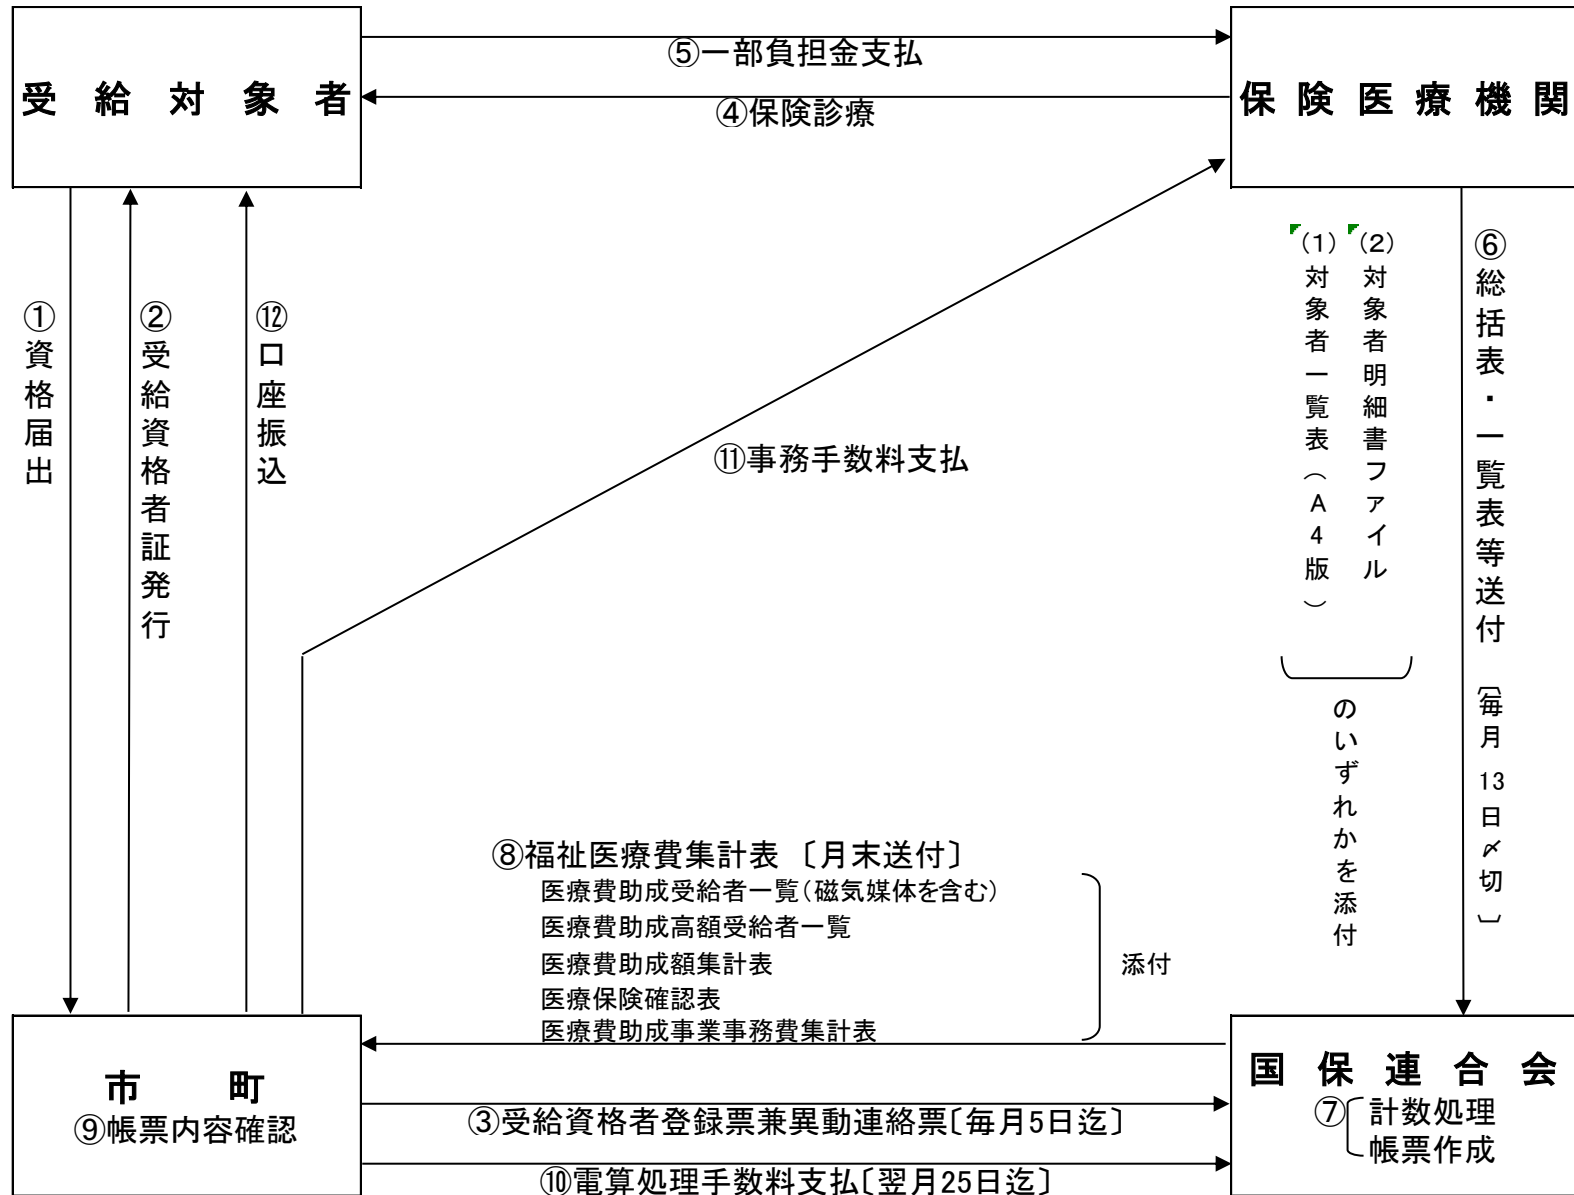 受給対象者
⑤一部負担金支払
④保険診療
保険医療機関
①資格届出
②受給資格者証発行
⑫口座振込
⑪事務手数料支払
(1)対象者一覧表(A4版)
(2)対象者明細書ファイル
のいずれかを添付
⑥総括表・一覧表等送付〔毎月13日〆切〕
⑧福祉医療費集計表〔月末送付〕
医療費助成受給者一覧(磁気媒体を含む)
医療費助成高額受給者一覧
医療費助成額集計表
医療保険確認表
医療費助成事業事務費集計表
添付
市町
⑨帳票内容確認
③受給資格者登録票兼異動連絡票〔毎月5日迄〕
⑩電算処理手数料支払〔翌月25日迄〕
国保連合会
⑦計数処理
帳票作成